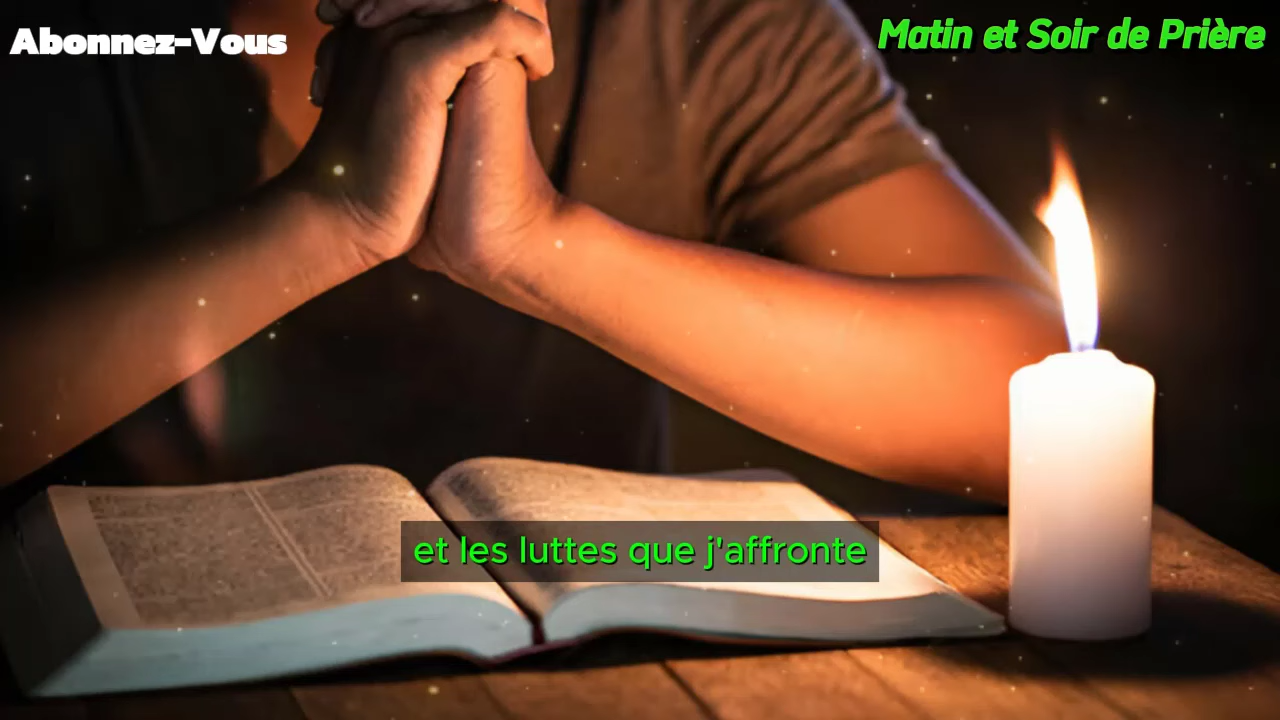 Abonnez-Vous
Matin et Soir de Prière
et les luttes que j'affronte